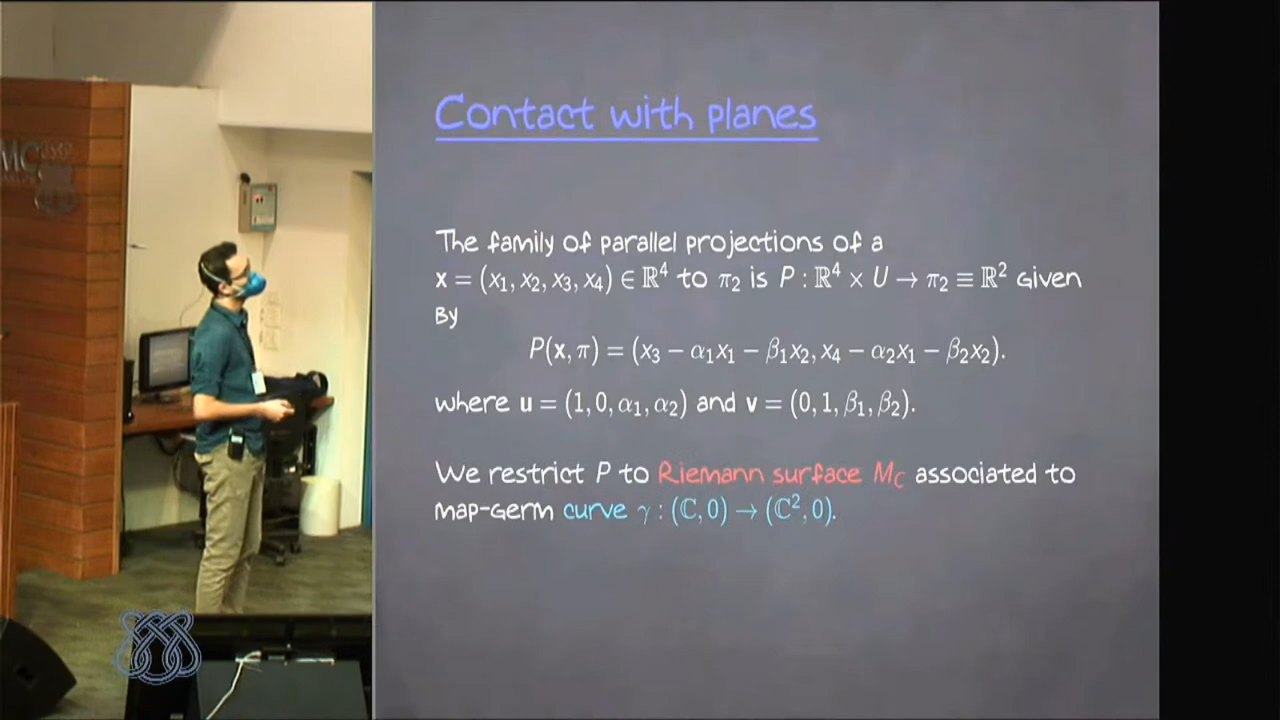 Contact with planes
The family of parallel projections of a
x = (x₁, x₂, x₃, x₄) ∈ ℝ⁴ to π₂ is P : ℝ⁴ × U → π₂ ≡ ℝ² given
by
P(x, π) = (x₃ − α₁x₁ − β₁x₂, x₄ − α₂x₁ − β₂x₂).
where u = (1, 0, α₁, α₂) and v = (0, 1, β₁, β₂).
We restrict P to Riemann surface M_C associated to
map-germ curve γ : (ℂ, 0) → (ℂ², 0).